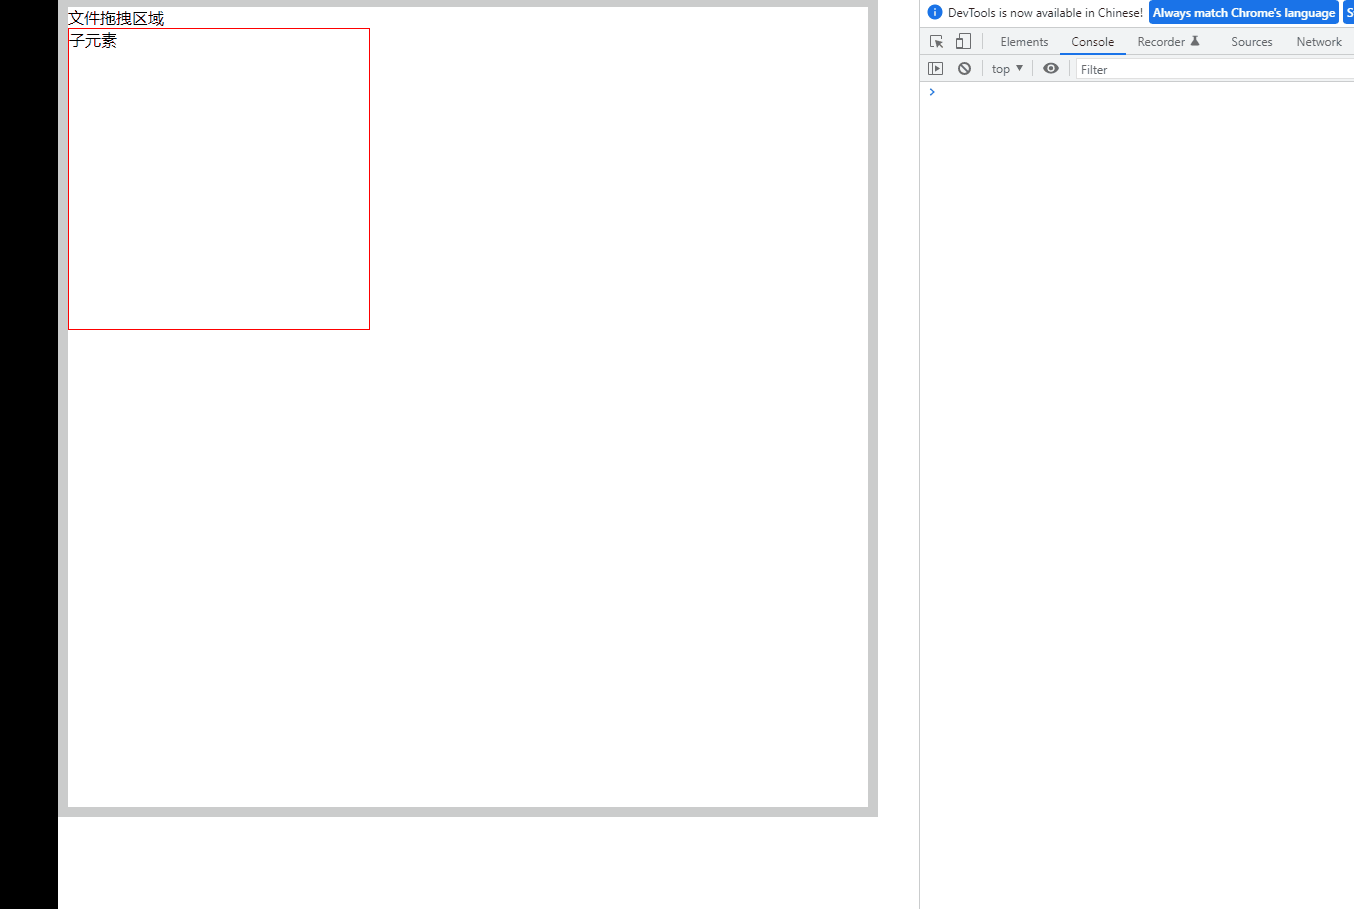 文件拖拽区域
子元素
DevTools is now available in Chinese! Always match Chrome's language S
Elements Console Recorder Sources Network
top Filter